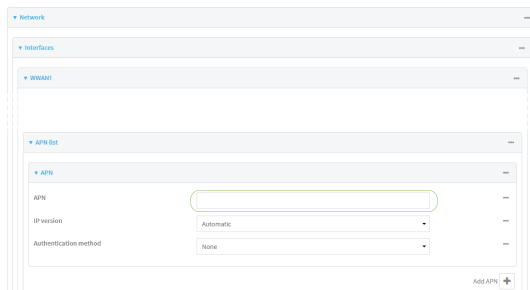 Network
Interfaces
WWAN1
APN list
APN
APN
IP version
Automatic
Authentication method
None
Add APN